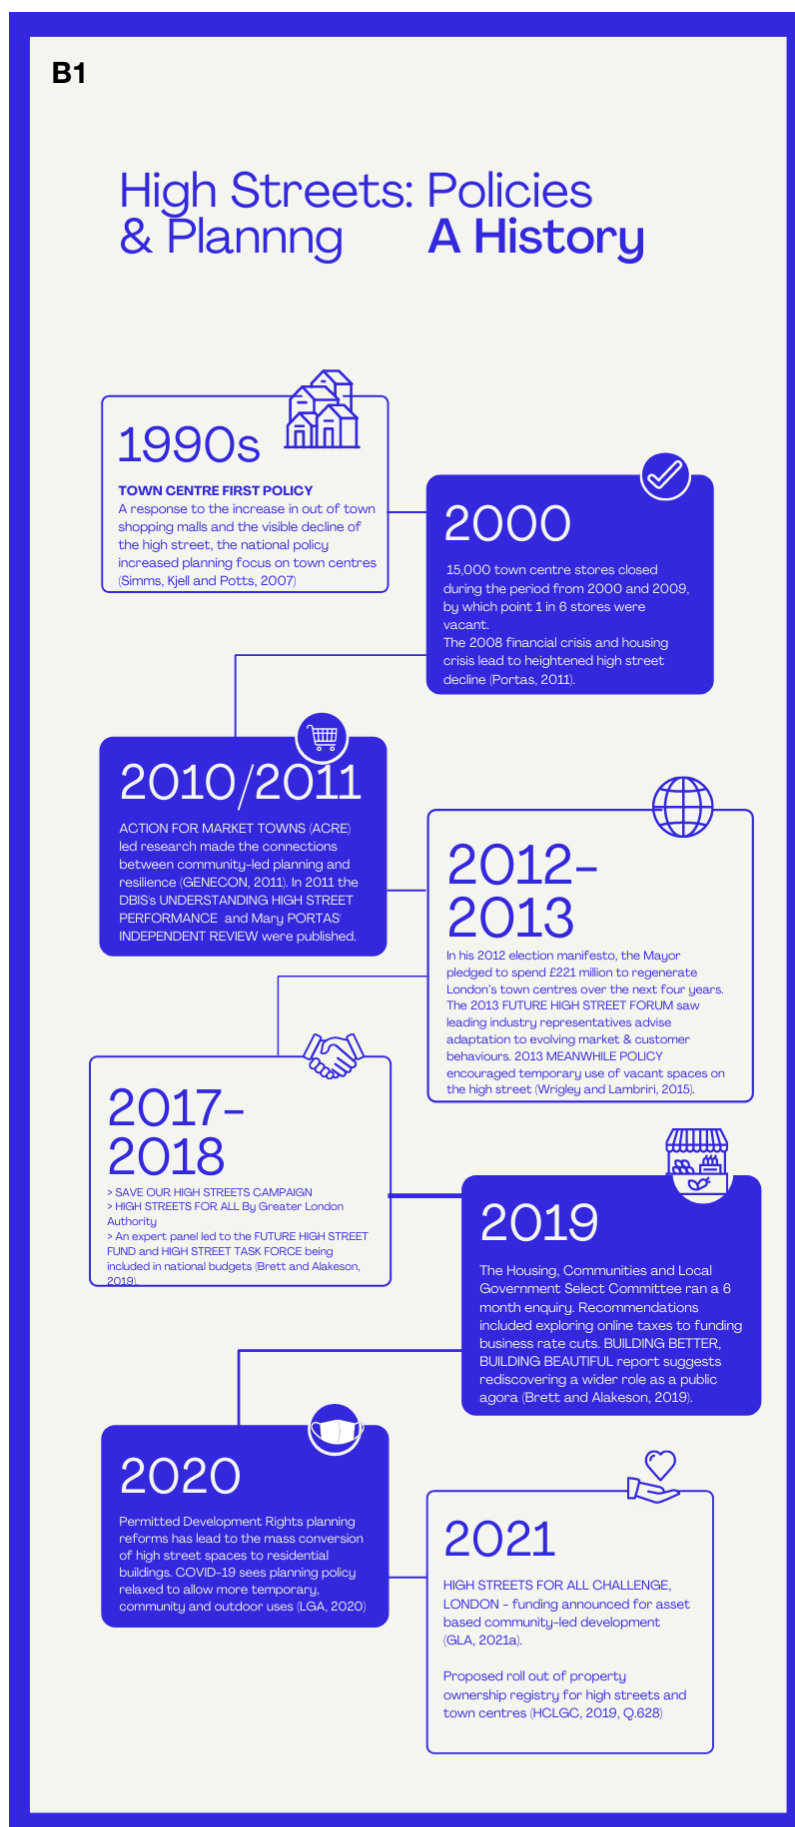 B1
High Streets: Policies
& Plannng A History
1990s
TOWN CENTRE FIRST POLICY
A response to the increase in out of town
shopping malls and the visible decline of
the high street, the national policy
increased planning focus on town centres
(Simms, Kjell and Potts, 2007)
2000
15,000 town centre stores closed
during the period from 2000 and 2009,
by which point 1 in 6 stores were
vacant.
The 2008 financial crisis and housing
crisis lead to heightened high street
decline (Portas, 2011).
2010/2011
ACTION FOR MARKET TOWNS (ACRE)
led research made the connections
between community-led planning and
resilience (GENECON, 2011). In 2011 the
DBIS's UNDERSTANDING HIGH STREET
PERFORMANCE and Mary PORTAS'
INDEPENDENT REVIEW were published.
2012-
2013
In his 2012 election manifesto, the Mayor
pledged to spend £221 million to regenerate
London's town centres over the next four years.
The 2013 FUTURE HIGH STREET FORUM saw
leading industry representatives advise
adaptation to evolving market & customer
behaviours. 2013 MEANWHILE POLICY
encouraged temporary use of vacant spaces on
the high street (Wrigley and Lambriri, 2015).
2017-
2018
> SAVE OUR HIGH STREETS CAMPAIGN
> HIGH STREETS FOR ALL By Greater London
Authority
> An expert panel led to the FUTURE HIGH STREET
FUND and HIGH STREET TASK FORCE being
included in national budgets (Brett and Alakeson,
2019).
2019
The Housing, Communities and Local
Government Select Committee ran a 6
month enquiry. Recommendations
included exploring online taxes to funding
business rate cuts. BUILDING BETTER,
BUILDING BEAUTIFUL report suggests
rediscovering a wider role as a public
agora (Brett and Alakeson, 2019).
2020
Permitted Development Rights planning
reforms has lead to the mass conversion
of high street spaces to residential
buildings. COVID-19 sees planning policy
relaxed to allow more temporary,
community and outdoor uses (LGA, 2020)
2021
HIGH STREETS FOR ALL CHALLENGE,
LONDON - funding announced for asset
based community-led development
(GLA, 2021a).
Proposed roll out of property
ownership registry for high streets and
town centres (HCLGC, 2019, Q.628)